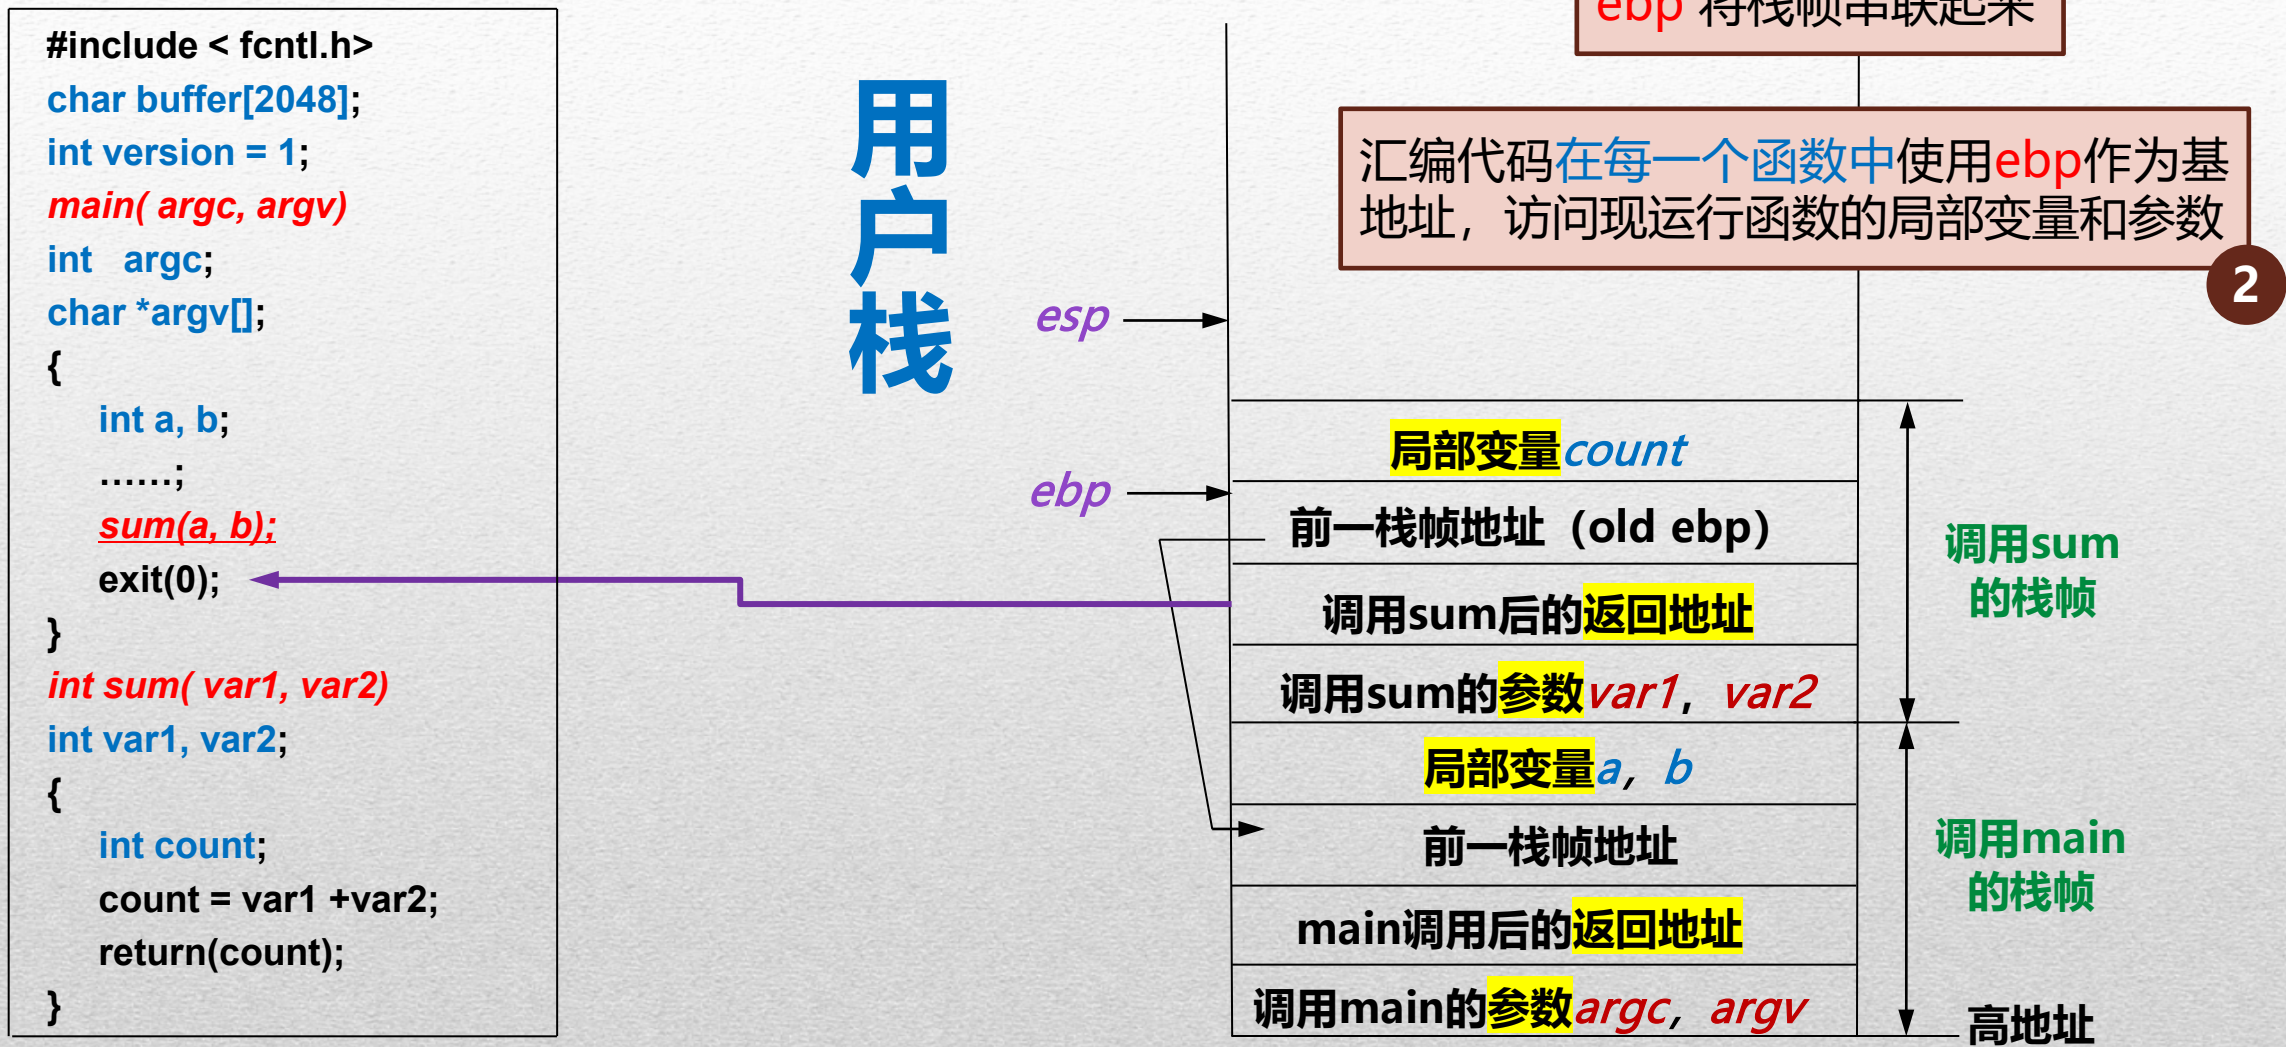 #include < fcntl.h>
char buffer[2048];
int version = 1;
main( argc, argv)
int argc;
char *argv[];
{
int a, b;
……;
sum(a, b);
exit(0);
}
int sum( var1, var2)
int var1, var2;
{
int count;
count = var1 +var2;
return(count);
}
用
户
栈
ebp 将栈帧串联起来
汇编代码在每一个函数中使用ebp作为基
地址，访问现运行函数的局部变量和参数
2
esp
ebp
局部变量count
前一栈帧地址（old ebp）
调用sum后的返回地址
调用sum的参数var1，var2
局部变量a，b
前一栈帧地址
main调用后的返回地址
调用main的参数argc，argv
调用sum
的栈帧
调用main
的栈帧
高地址